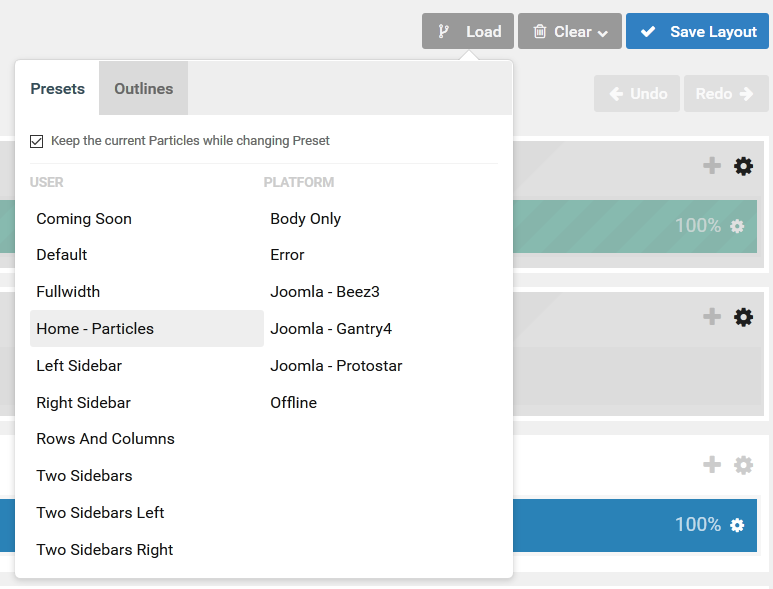 Load
Clear
Save Layout
Presets
Outlines
Undo
Redo
Keep the current Particles while changing Preset
USER
PLATFORM
Coming Soon
Body Only
100%
Default
Error
Fullwidth
Joomla - Beez3
Home - Particles
Joomla - Gantry4
Left Sidebar
Joomla - Protostar
Right Sidebar
Offline
Rows And Columns
Two Sidebars
Two Sidebars Left
100%
Two Sidebars Right